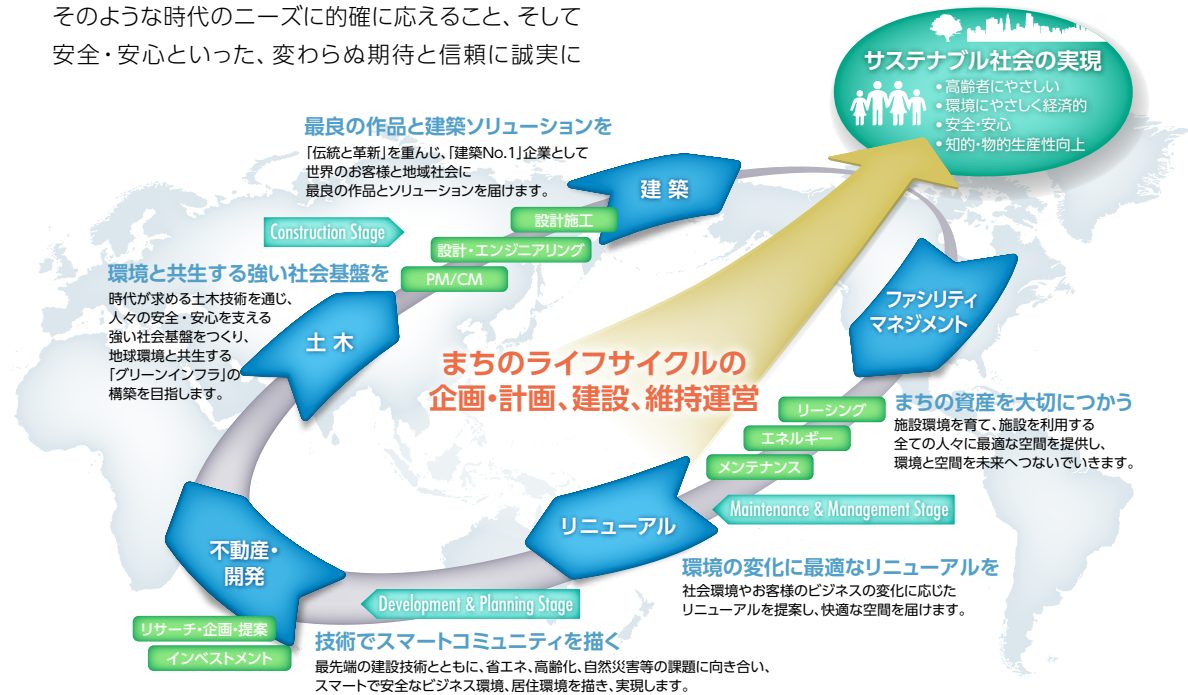 そのような時代のニーズに的確に応えること、そして
安全・安心といった、変わらぬ期待と信頼に誠実に
サステナブル社会の実現
•高齢者にやさしい
•環境にやさしく経済的
•安全・安心
•知的・物的生産性向上
最良の作品と建築ソリューションを
「伝統と革新」を重んじ、「建築No.1」企業として
世界のお客様と地域社会に
最良の作品とソリューションを届けます。
建 築
Construction Stage
設計施工
設計・エンジニアリング
PM/CM
環境と共生する強い社会基盤を
時代が求める土木技術を通じ、
人々の安全・安心を支える
強い社会基盤をつくり、
地球環境と共生する
「グリーンインフラ」の
構築を目指します。
土 木
ファシリティ
マネジメント
まちのライフサイクルの
企画・計画、建設、維持運営
リーシング
エネルギー
メンテナンス
まちの資産を大切につかう
施設環境を育て、施設を利用する
全ての人々に最適な空間を提供し、
環境と空間を未来へつないでいきます。
Maintenance & Management Stage
リニューアル
環境の変化に最適なリニューアルを
社会環境やお客様のビジネスの変化に応じた
リニューアルを提案し、快適な空間を届けます。
不動産・
開発
Development & Planning Stage
リサーチ・企画・提案
インベストメント
技術でスマートコミュニティを描く
最先端の建設技術とともに、省エネ、高齢化、自然災害等の課題に向き合い、
スマートで安全なビジネス環境、居住環境を描き、実現します。